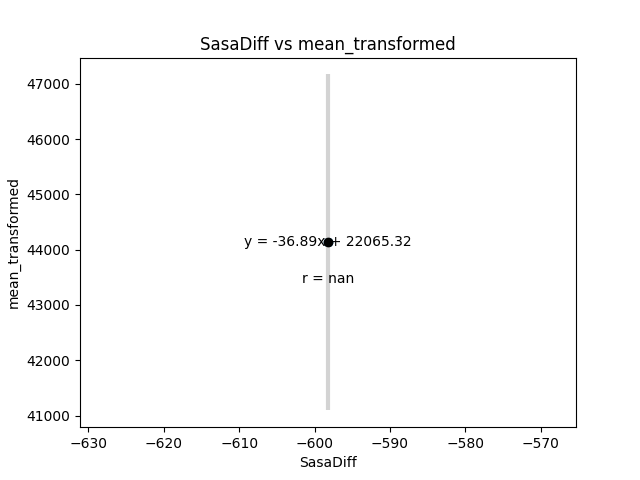 SasaDiff vs mean_transformed
47000
46000
45000
44000
43000
42000
41000
mean_transformed
y = -36.89x + 22065.32
r = nan
−630 −620 −610 −600 −590 −580 −570
SasaDiff